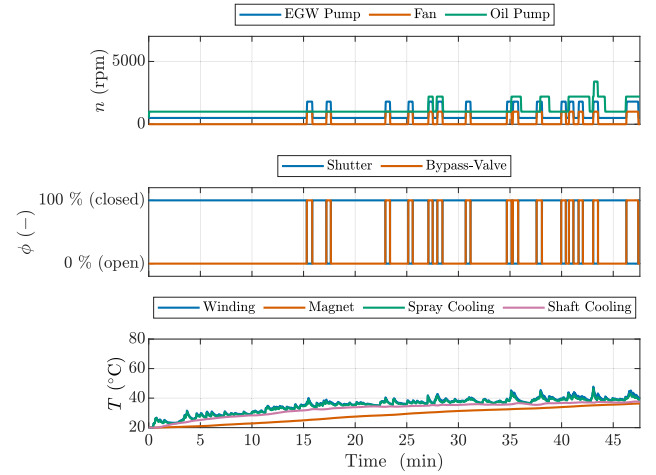 EGW Pump Fan Oil Pump
5000
0
n (rpm)
Shutter Bypass-Valve
100 % (closed)
0 % (open)
ϕ (−)
Winding Magnet Spray Cooling Shaft Cooling
80
60
40
20
T (°C)
0 5 10 15 20 25 30 35 40 45
Time (min)